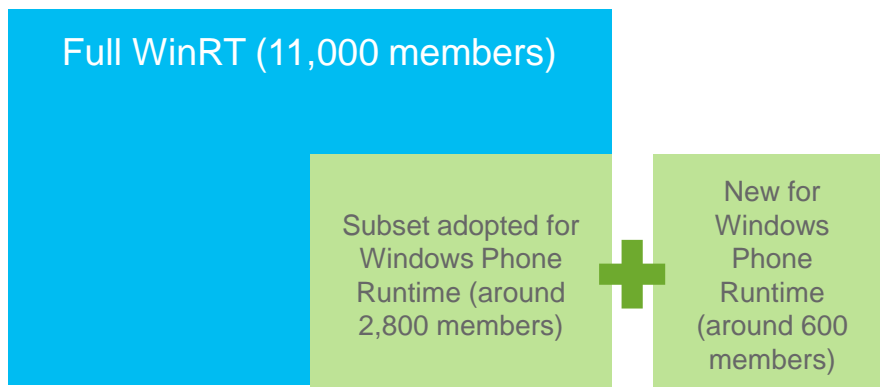 Full WinRT (11,000 members)
Subset adopted for
Windows Phone
Runtime (around
2,800 members)
New for
Windows
Phone
Runtime
(around 600
members)